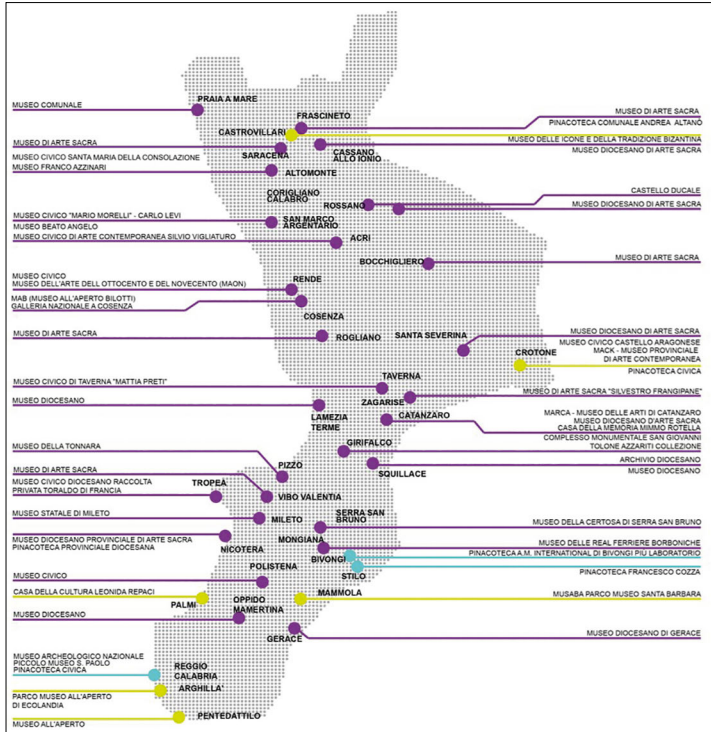 MUSEO COMUNALE
PRAIA A MARE
FRASCINETO
MUSEO DI ARTE SACRA
PINACOTECA COMUNALE ANDREA ALTANO
CASTROVILLARI
MUSEO DELLE ICONE E DELLA TRADIZIONE BIZANTINA
MUSEO DI ARTE SACRA
SARACENA
CASSANO
ALLO IONIO
MUSEO DIOCESANO DI ARTE SACRA
MUSEO CIVICO SANTA MARIA DELLA CONSOLAZIONE
MUSEO FRANCO AZZINARI
ALTOMONTE
CORIGLIANO
CALABRO
CASTELLO DUCALE
ROSSANO
MUSEO DIOCESANO DI ARTE SACRA
MUSEO CIVICO "MARIO MORELLI" - CARLO LEVI
SAN MARCO
ARGENTARIO
MUSEO BEATO ANGELO
MUSEO CIVICO DI ARTE CONTEMPORANEA SILVIO VIGLIATURO
ACRI
BOCCHIGLIERO
MUSEO DI ARTE SACRA
MUSEO CIVICO
MUSEO DELL'ARTE DELL OTTOCENTO E DEL NOVECENTO (MAON)
RENDE
MAB (MUSEO ALL'APERTO BILOTTI)
GALLERIA NAZIONALE A COSENZA
COSENZA
MUSEO DI ARTE SACRA
ROGLIANO
SANTA SEVERINA
MUSEO DIOCESANO DI ARTE SACRA
MUSEO CIVICO CASTELLO ARAGONESE
MACK - MUSEO PROVINCIALE
DI ARTE CONTEMPORANEA
CROTONE
PINACOTECA CIVICA
TAVERNA
MUSEO CIVICO DI TAVERNA "MATTIA PRETI"
MUSEO DI ARTE SACRA "SILVESTRO FRANGIPANE"
ZAGARISE
MUSEO DIOCESANO
LAMEZIA
TERME
CATANZARO
MARCA - MUSEO DELLE ARTI DI CATANZARO
MUSEO DIOCESANO D'ARTE SACRA
CASA DELLA MEMORIA MIMMO ROTELLA
COMPLESSO MONUMENTALE SAN GIOVANNI
TOLONE AZZARITI COLLEZIONE
GIRIFALCO
MUSEO DELLA TONNARA
PIZZO
SQUILLACE
ARCHIVIO DIOCESANO
MUSEO DIOCESANO
MUSEO DI ARTE SACRA
MUSEO CIVICO DIOCESANO RACCOLTA
PRIVATA TORALDO DI FRANCIA
TROPEA
VIBO VALENTIA
MUSEO STATALE DI MILETO
MILETO
SERRA SAN
BRUNO
MUSEO DELLA CERTOSA DI SERRA SAN BRUNO
MUSEO DIOCESANO PROVINCIALE DI ARTE SACRA
PINACOTECA PROVINCIALE DIOCESANA
NICOTERA
MONGIANA
MUSEO DELLE REAL FERRIERE BORBONICHE
BIVONGI
PINACOTECA A.M. INTERNATIONAL DI BIVONGI PIÙ LABORATORIO
POLISTENA
STILO
PINACOTECA FRANCESCO COZZA
MUSEO CIVICO
CASA DELLA CULTURA LEONIDA REPACI
PALMI
OPPIDO
MAMERTINA
MAMMOLA
MUSABA PARCO MUSEO SANTA BARBARA
MUSEO DIOCESANO
GERACE
MUSEO DIOCESANO DI GERACE
MUSEO ARCHEOLOGICO NAZIONALE
PICCOLO MUSEO S. PAOLO
PINACOTECA CIVICA
REGGIO
CALABRIA
ARGHILLA'
PARCO MUSEO ALL'APERTO
DI ECOLANDIA
MUSEO ALL'APERTO
PENTEDATTILO